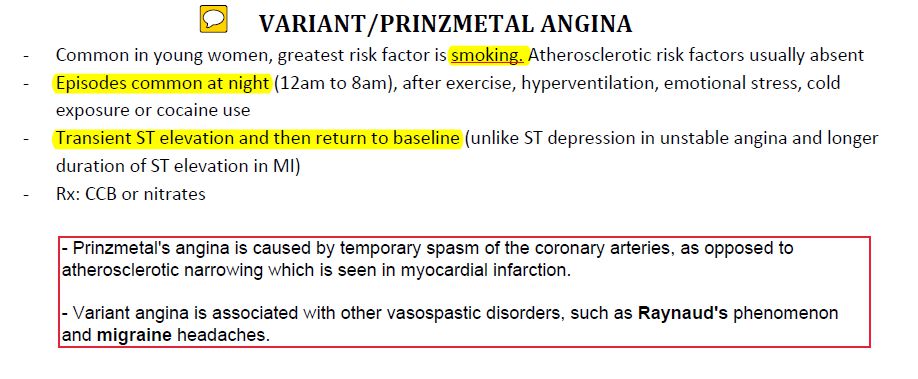 VARIANT/PRINZMETAL ANGINA
- Common in young women, greatest risk factor is smoking. Atherosclerotic risk factors usually absent
- Episodes common at night (12am to 8am), after exercise, hyperventilation, emotional stress, cold
exposure or cocaine use
- Transient ST elevation and then return to baseline (unlike ST depression in unstable angina and longer
duration of ST elevation in MI)
- Rx: CCB or nitrates
- Prinzmetal's angina is caused by temporary spasm of the coronary arteries, as opposed to
atherosclerotic narrowing which is seen in myocardial infarction.
- Variant angina is associated with other vasospastic disorders, such as Raynaud's phenomenon
and migraine headaches.